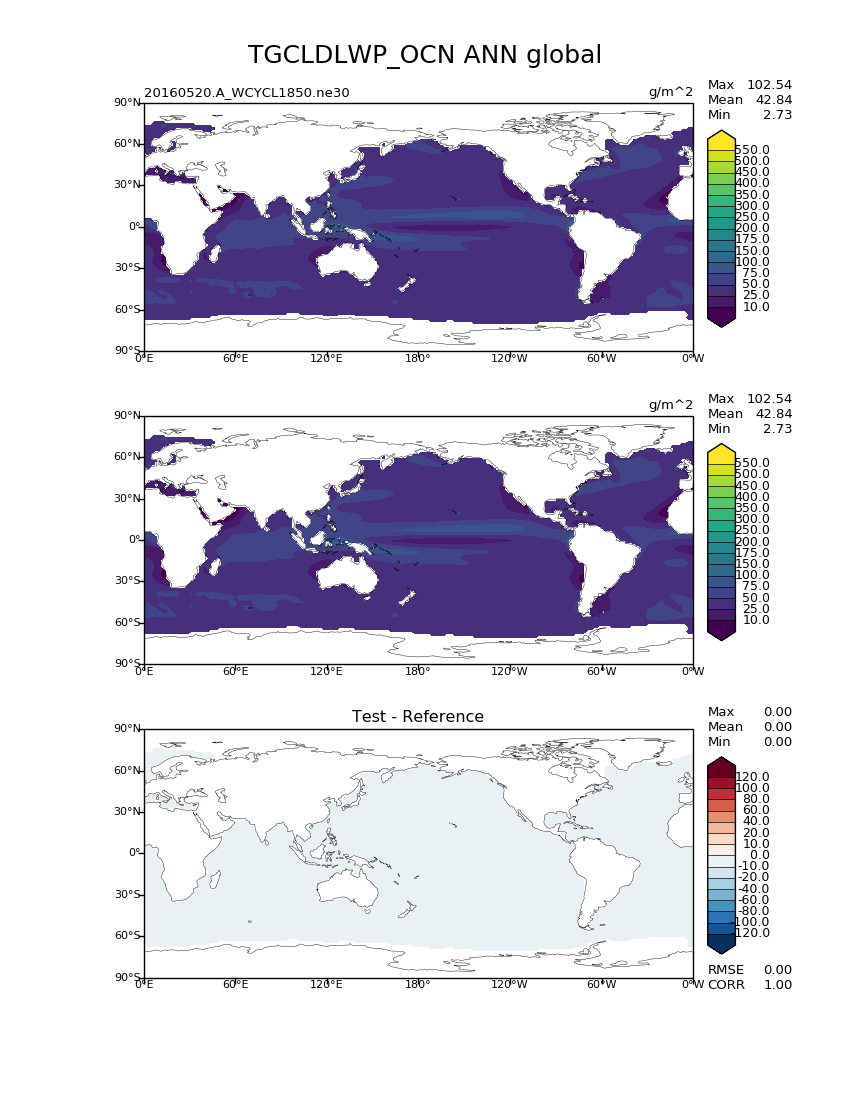 TGCLDLWP_OCN ANN global
20160520.A_WCYCL1850.ne30
g/m^2
Max 102.54
Mean 42.84
Min 2.73
90°N
60°N
30°N
0°
30°S
60°S
90°S
0°E 60°E 120°E 180° 120°W 60°W 0°W
550.0
500.0
450.0
400.0
350.0
300.0
250.0
200.0
175.0
150.0
100.0
75.0
50.0
25.0
10.0
g/m^2
Max 102.54
Mean 42.84
Min 2.73
90°N
60°N
30°N
0°
30°S
60°S
90°S
0°E 60°E 120°E 180° 120°W 60°W 0°W
550.0
500.0
450.0
400.0
350.0
300.0
250.0
200.0
175.0
150.0
100.0
75.0
50.0
25.0
10.0
Test - Reference
Max 0.00
Mean 0.00
Min 0.00
90°N
60°N
30°N
0°
30°S
60°S
90°S
0°E 60°E 120°E 180° 120°W 60°W 0°W
120.0
100.0
80.0
60.0
40.0
20.0
10.0
0.0
-10.0
-20.0
-40.0
-60.0
-80.0
-100.0
-120.0
RMSE 0.00
CORR 1.00